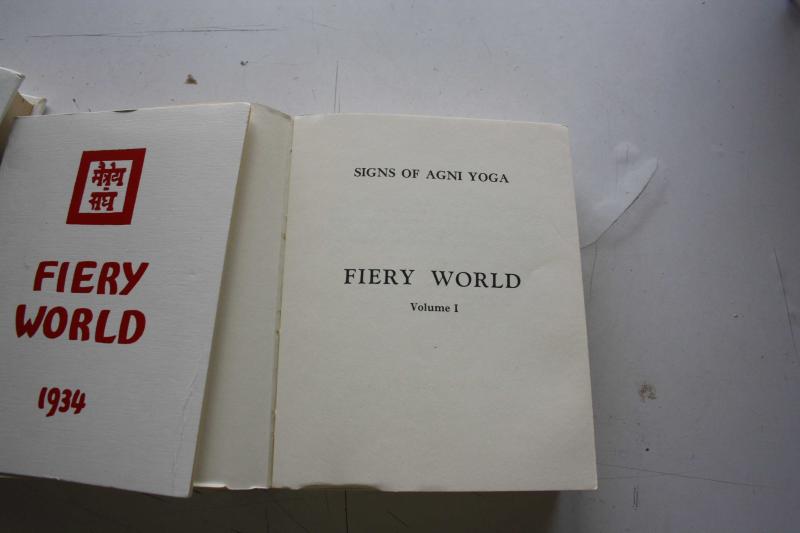 मैत्रेय
संघ
FIERY
WORLD
1934
SIGNS OF AGNI YOGA
FIERY WORLD
Volume I